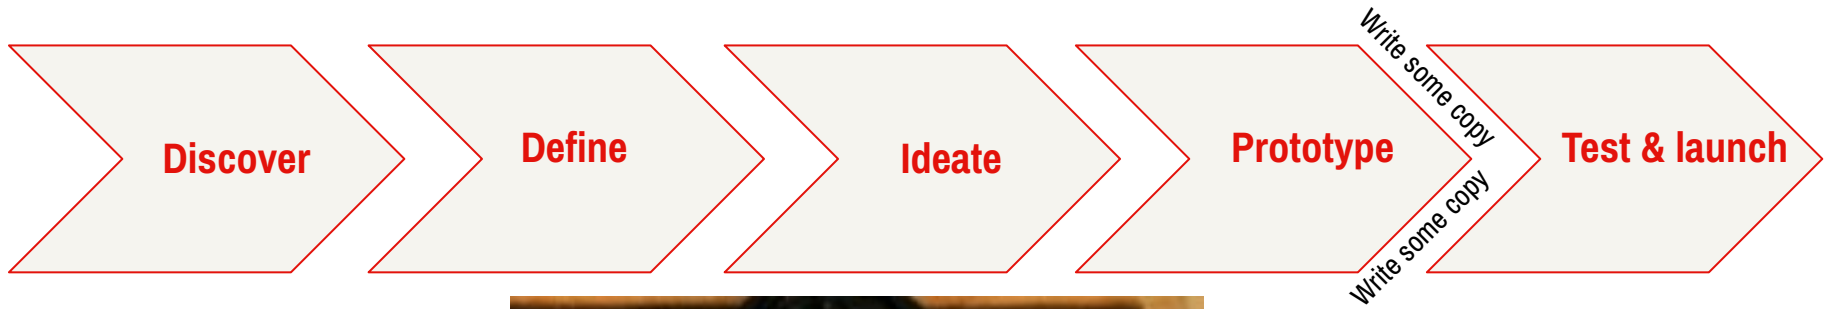 Discover
Define
Ideate
Prototype
Write some copy
Write some copy
Test & launch